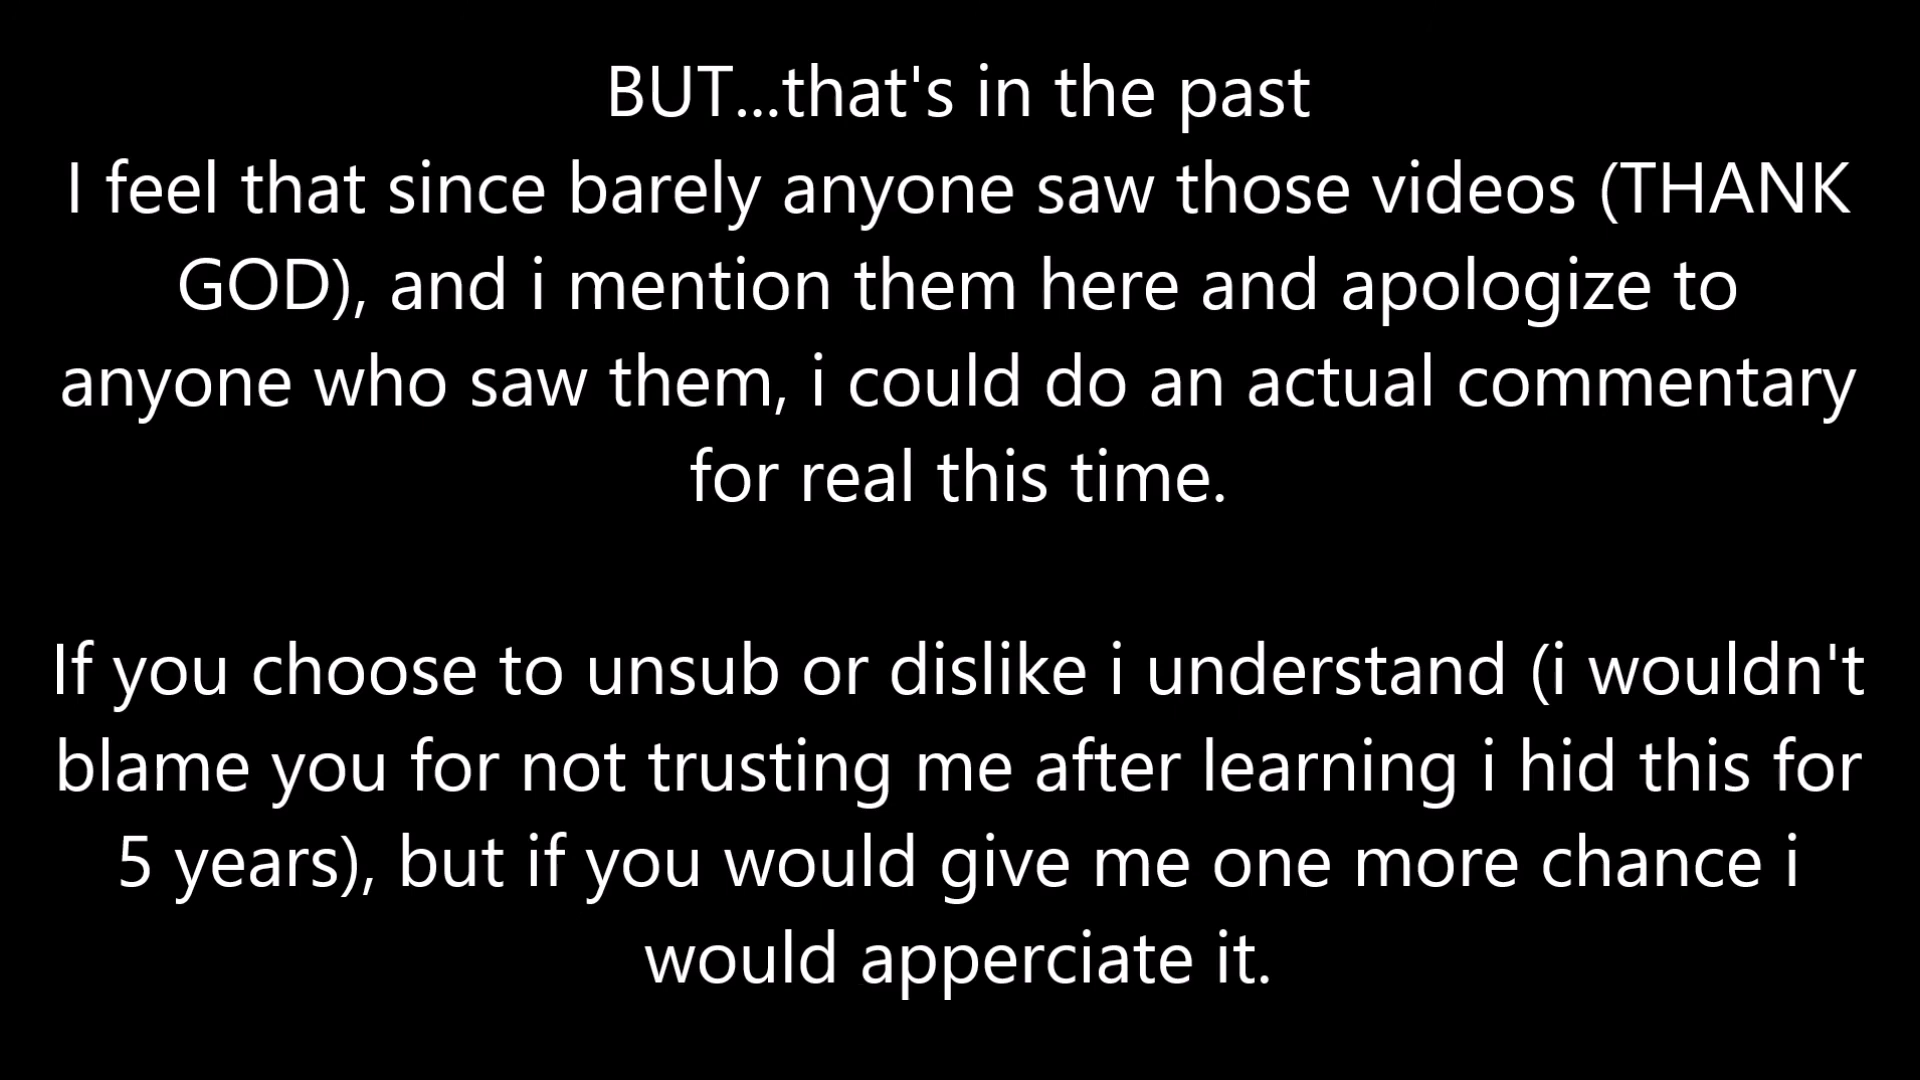 BUT...that's in the past
I feel that since barely anyone saw those videos (THANK
GOD), and i mention them here and apologize to
anyone who saw them, i could do an actual commentary
for real this time.
If you choose to unsub or dislike i understand (i wouldn't
blame you for not trusting me after learning i hid this for
5 years), but if you would give me one more chance i
would apperciate it.